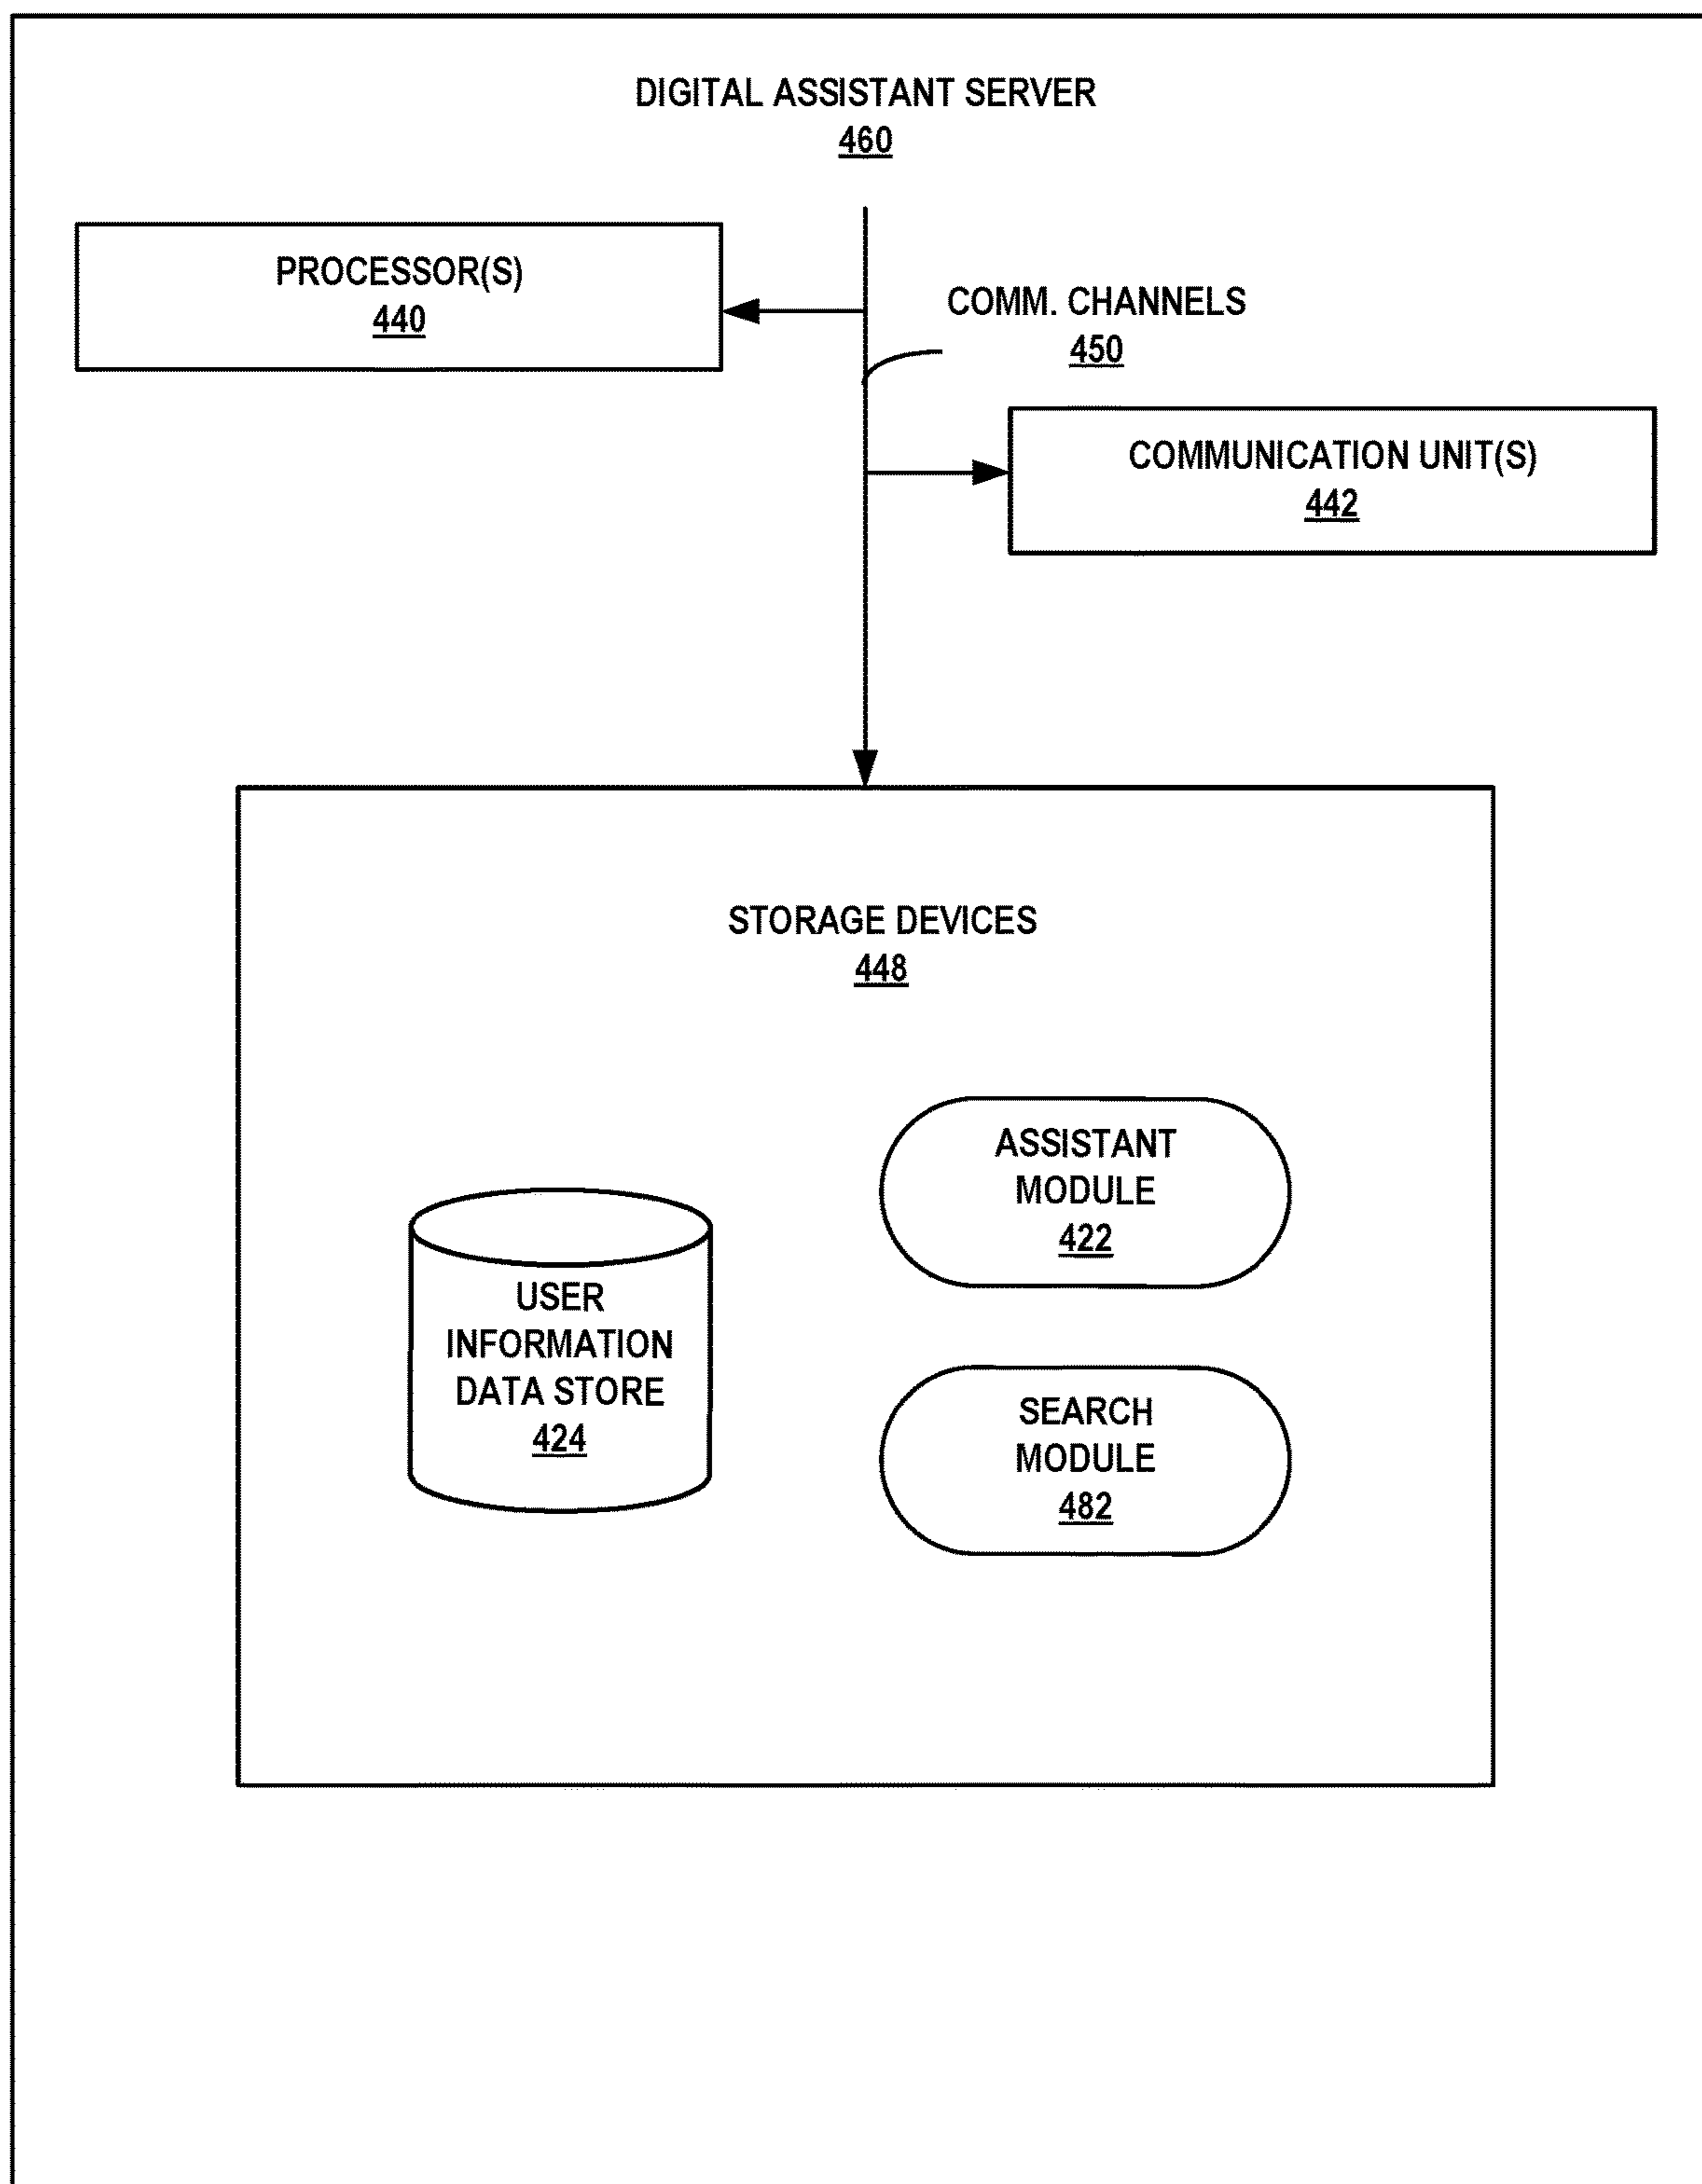 DIGITAL ASSISTANT SERVER
460
PROCESSOR(S)
440
COMM. CHANNELS
450
COMMUNICATION UNIT(S)
442
STORAGE DEVICES
448
ASSISTANT
MODULE
422
USER
INFORMATION
DATA STORE
424
SEARCH
MODULE
482